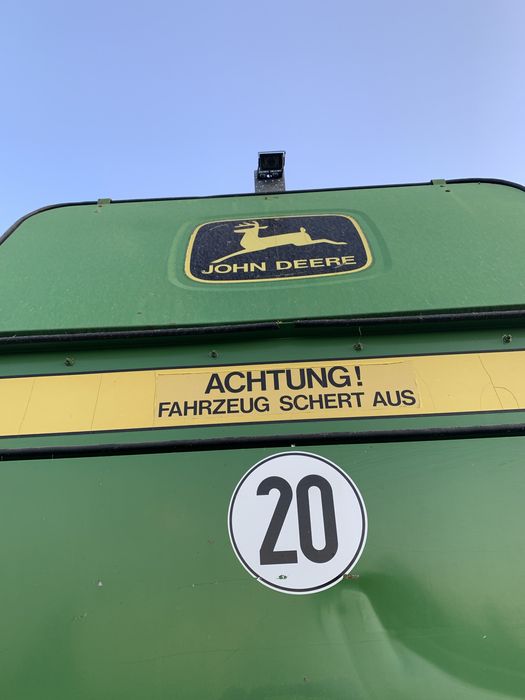 JOHN DEERE
ACHTUNG!
FAHRZEUG SCHERT AUS
20